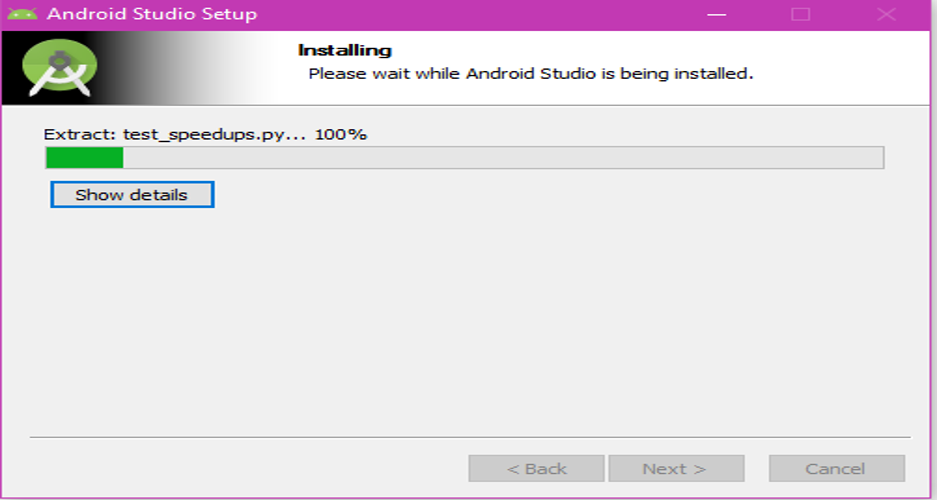 Android Studio Setup
Installing
Please wait while Android Studio is being installed.
Extract: test_speedups.py... 100%
Show details
< Back Next > Cancel